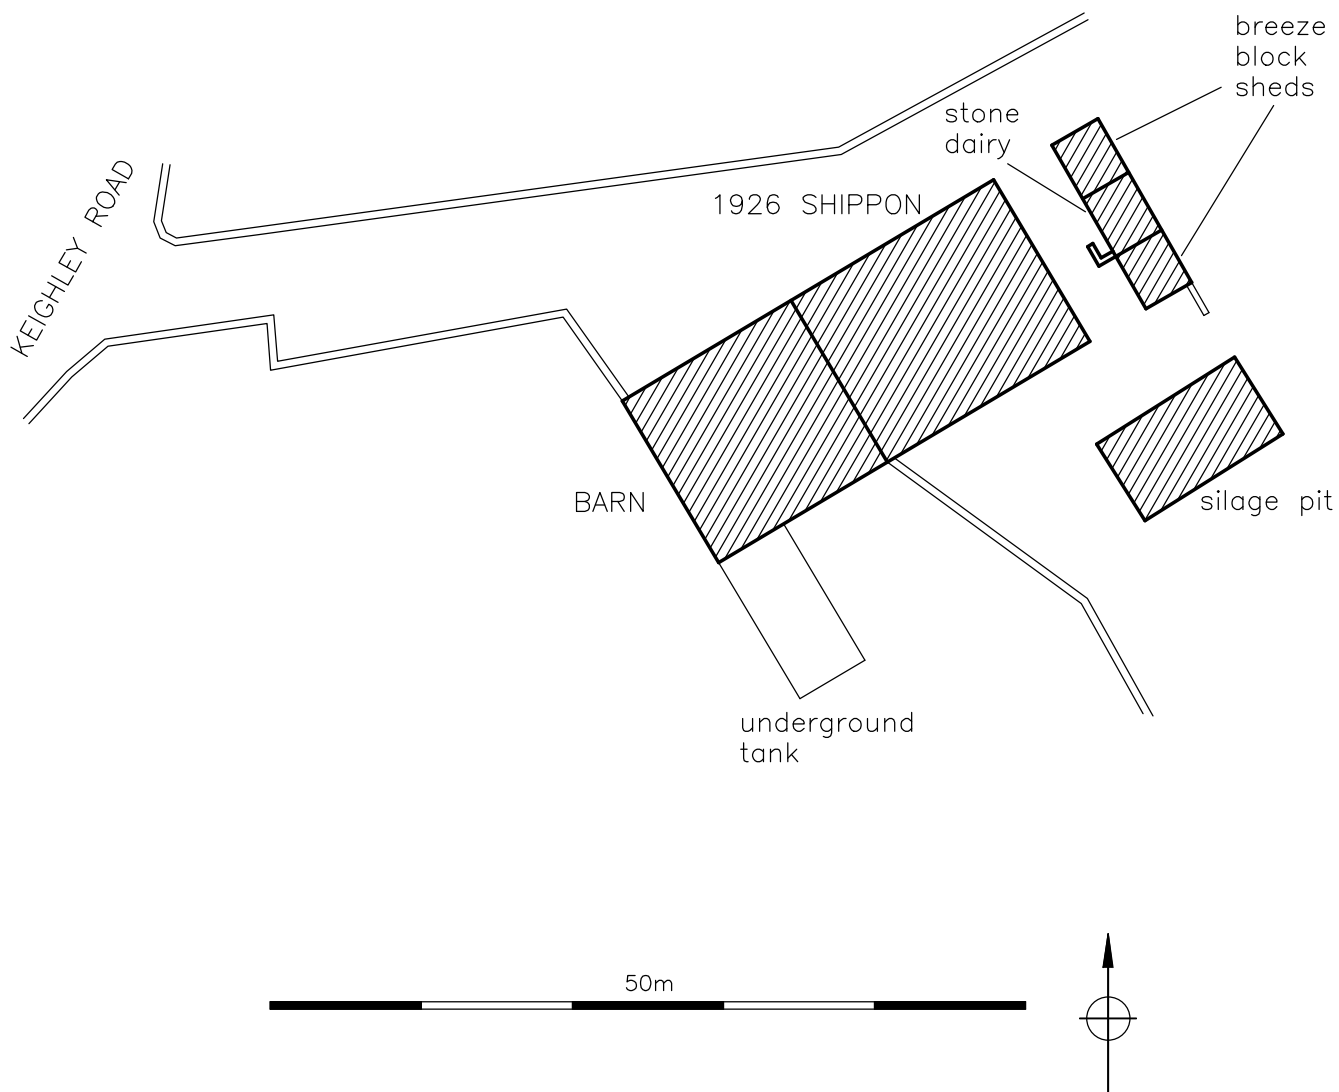 breeze
block
sheds
stone
dairy
KEIGHLEY ROAD
1926 SHIPPON
BARN
silage pit
underground
tank
50m